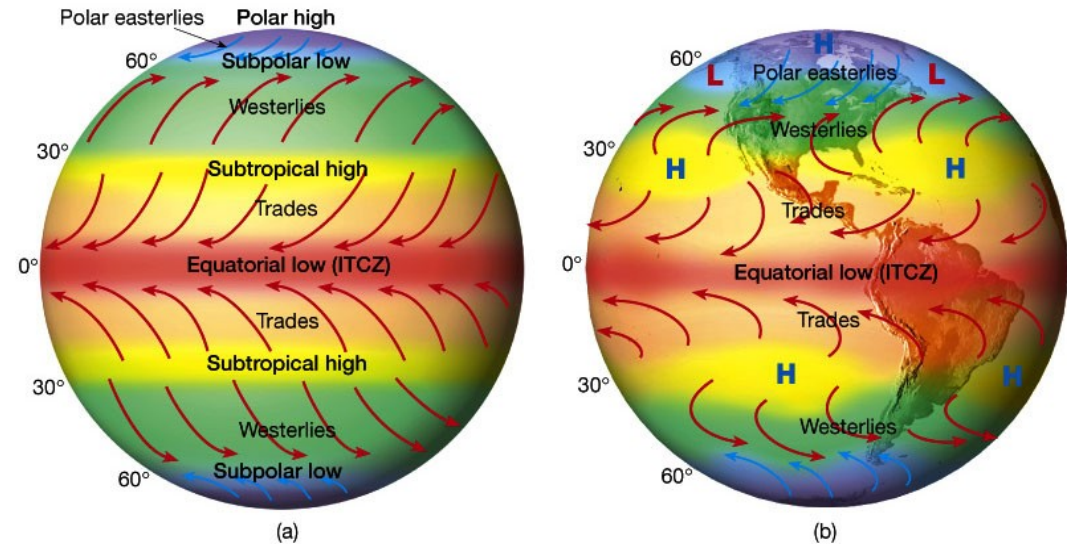 Polar easterlies
Polar high
60°
Subpolar low
Westerlies
30°
Subtropical high
Trades
0°
Equatorial low (ITCZ)
Trades
Subtropical high
30°
Westerlies
Subpolar low
60°
(a)
H
60°
L
Polar easterlies
L
Westerlies
30°
H
H
Trades
0°
Equatorial low (ITCZ)
Trades
30°
H
H
Westerlies
60°
(b)